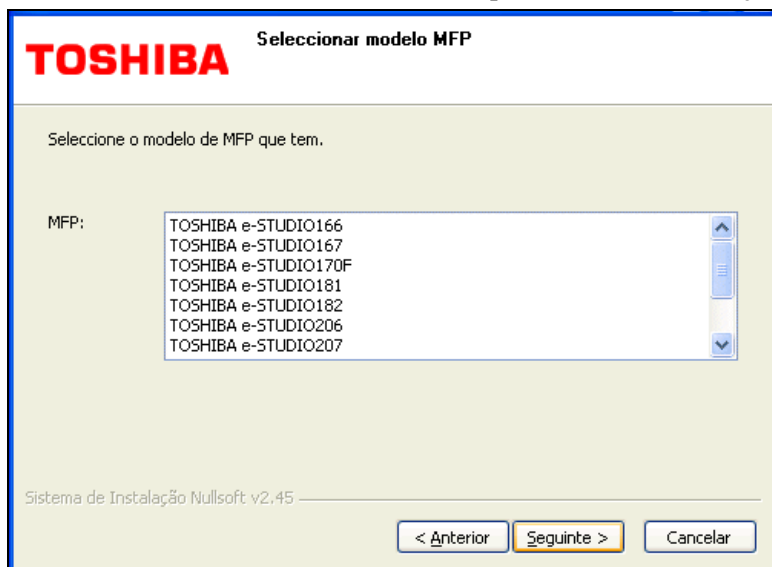 TOSHIBA
Seleccionar modelo MFP
Seleccione o modelo de MFP que tem.
MFP:
TOSHIBA e-STUDIO166
TOSHIBA e-STUDIO167
TOSHIBA e-STUDIO170F
TOSHIBA e-STUDIO181
TOSHIBA e-STUDIO182
TOSHIBA e-STUDIO206
TOSHIBA e-STUDIO207
Sistema de Instalação Nullsoft v2.45
< Anterior
Seguinte >
Cancelar